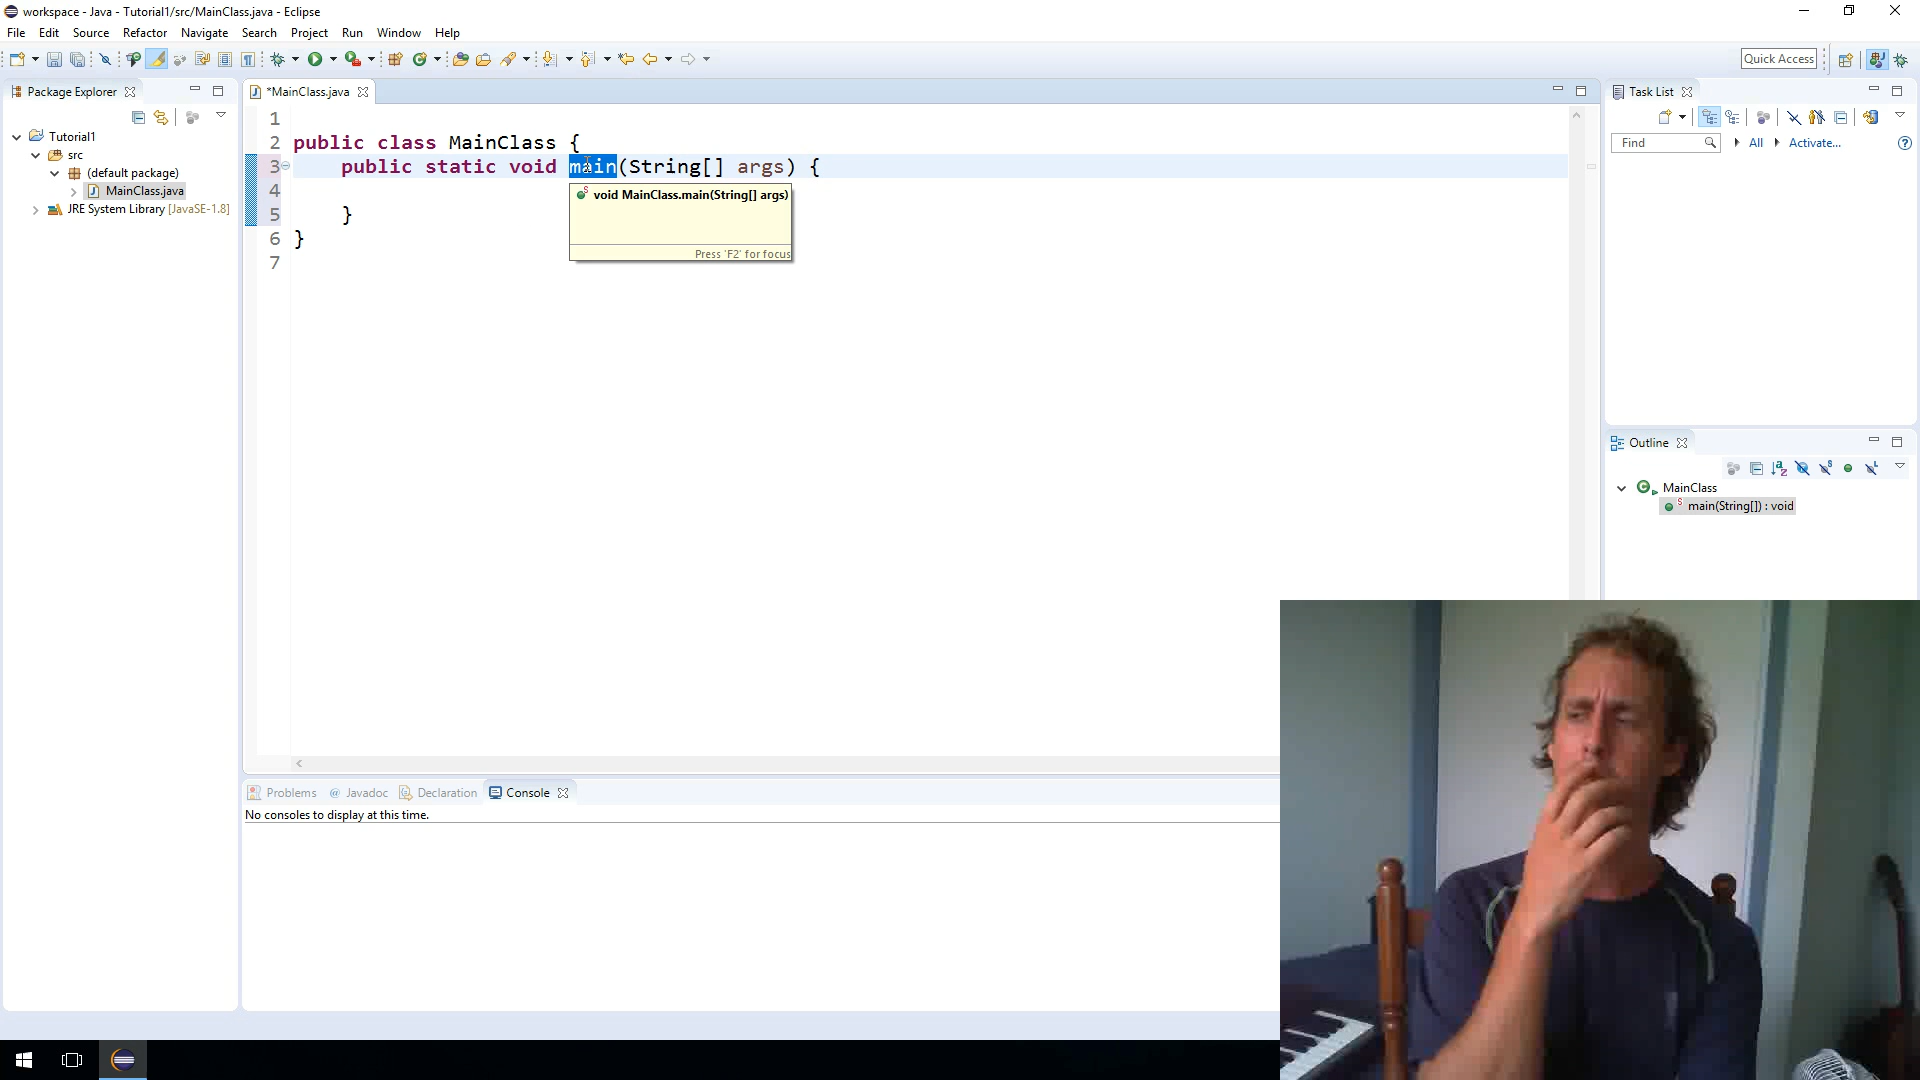 workspace - Java - Tutorial1/src/MainClass.java - Eclipse
File Edit Source Refactor Navigate Search Project Run Window Help
Quick Access
Package Explorer
Tutorial1
src
(default package)
MainClass.java
JRE System Library [JavaSE-1.8]
*MainClass.java
1
2 public class MainClass {
3 public static void main(String[] args) {
4
5 }
6 }
7
void MainClass.main(String[] args)
Press 'F2' for focus
Task List
Find All Activate...
Outline
MainClass
main(String[]) : void
Problems Javadoc Declaration Console
No consoles to display at this time.